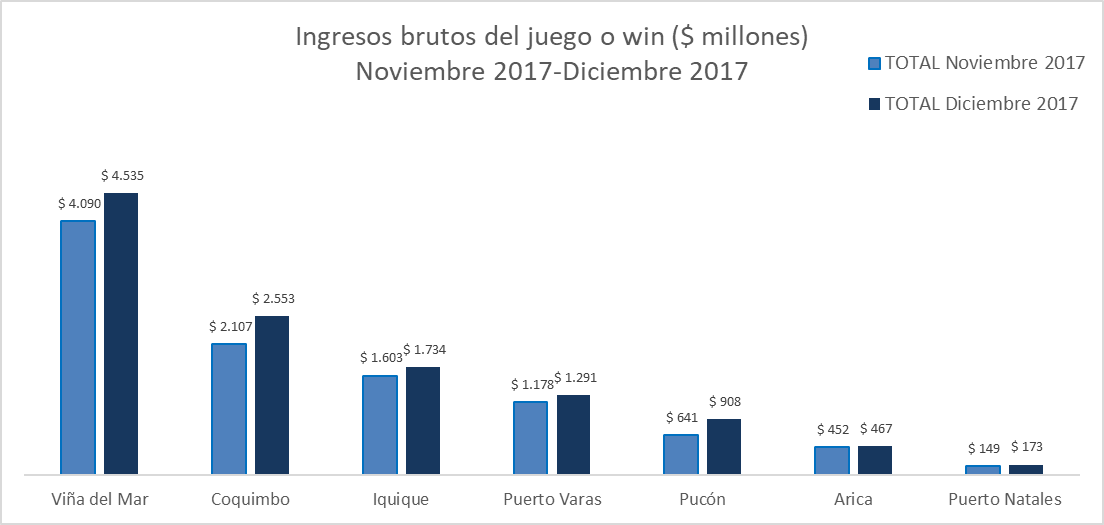 Ingresos brutos del juego o win ($ millones)
Noviembre 2017-Diciembre 2017
TOTAL Noviembre 2017
TOTAL Diciembre 2017
$ 4.090
$ 4.535
$ 2.107
$ 2.553
$ 1.603
$ 1.734
$ 1.178
$ 1.291
$ 641
$ 908
$ 452
$ 467
$ 149
$ 173
Viña del Mar
Coquimbo
Iquique
Puerto Varas
Pucón
Arica
Puerto Natales